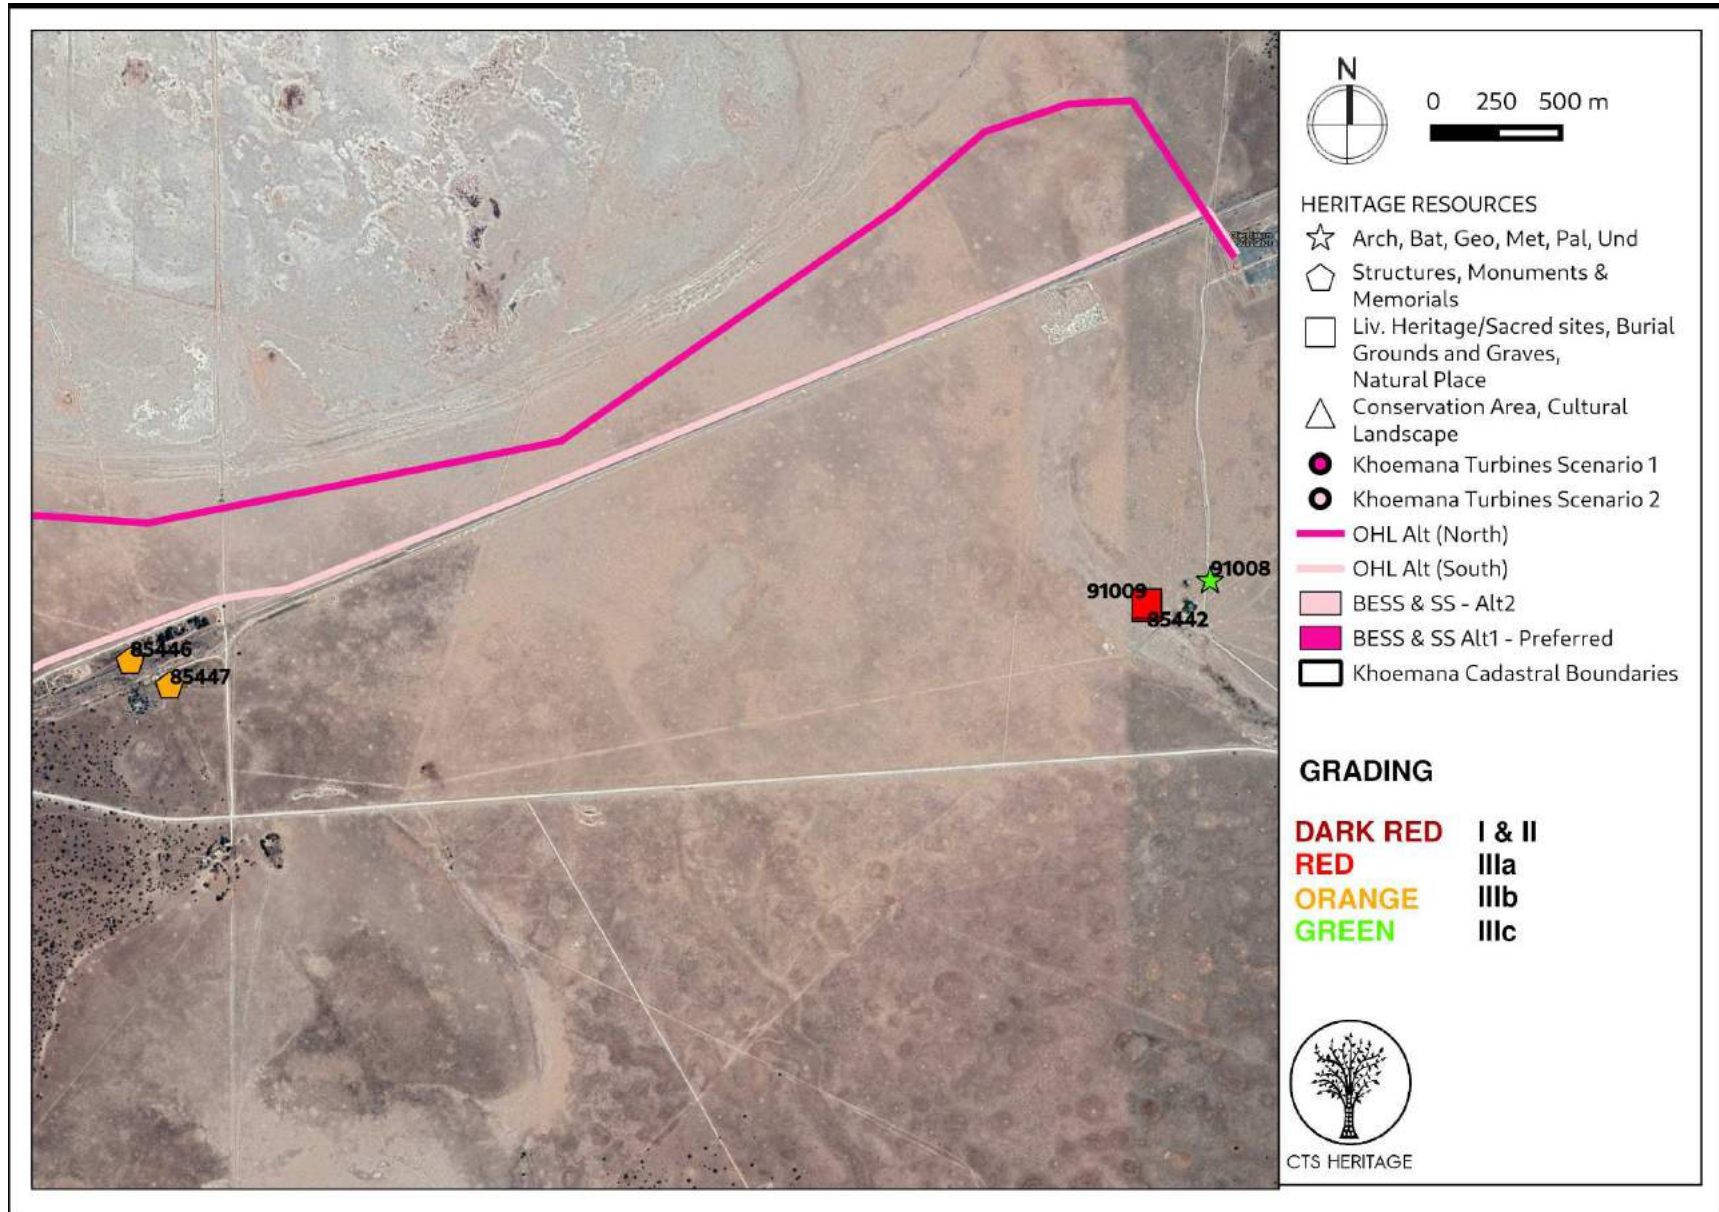 N
0 250 500 m
HERITAGE RESOURCES
Arch, Bat, Geo, Met, Pal, Und
Structures, Monuments &
Memorials
Liv. Heritage/Sacred sites, Burial
Grounds and Graves,
Natural Place
Conservation Area, Cultural
Landscape
Khoemana Turbines Scenario 1
Khoemana Turbines Scenario 2
OHL Alt (North)
OHL Alt (South)
BESS & SS - Alt2
BESS & SS Alt1 - Preferred
Khoemana Cadastral Boundaries
GRADING
DARK RED I & II
RED IIIa
ORANGE IIIb
GREEN IIIc
CTS HERITAGE
91008
91009
85442
85446
85447